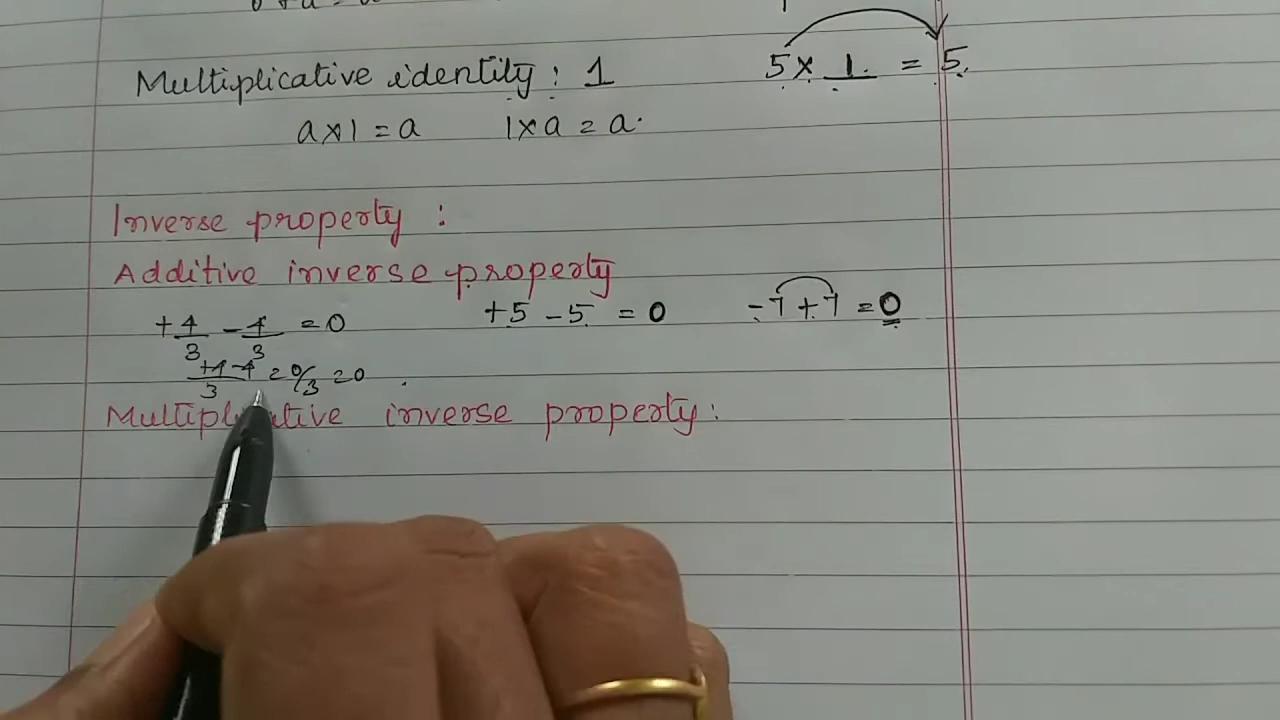 Multiplicative identity : 1 5 × 1 = 5
a×1 = a 1×a = a
Inverse property :
Additive inverse property
+4/3 - 4/3 = 0 +5 - 5 = 0 -7 + 7 = 0
+4-4/3 = 0/3 = 0
Multiplicative inverse property :